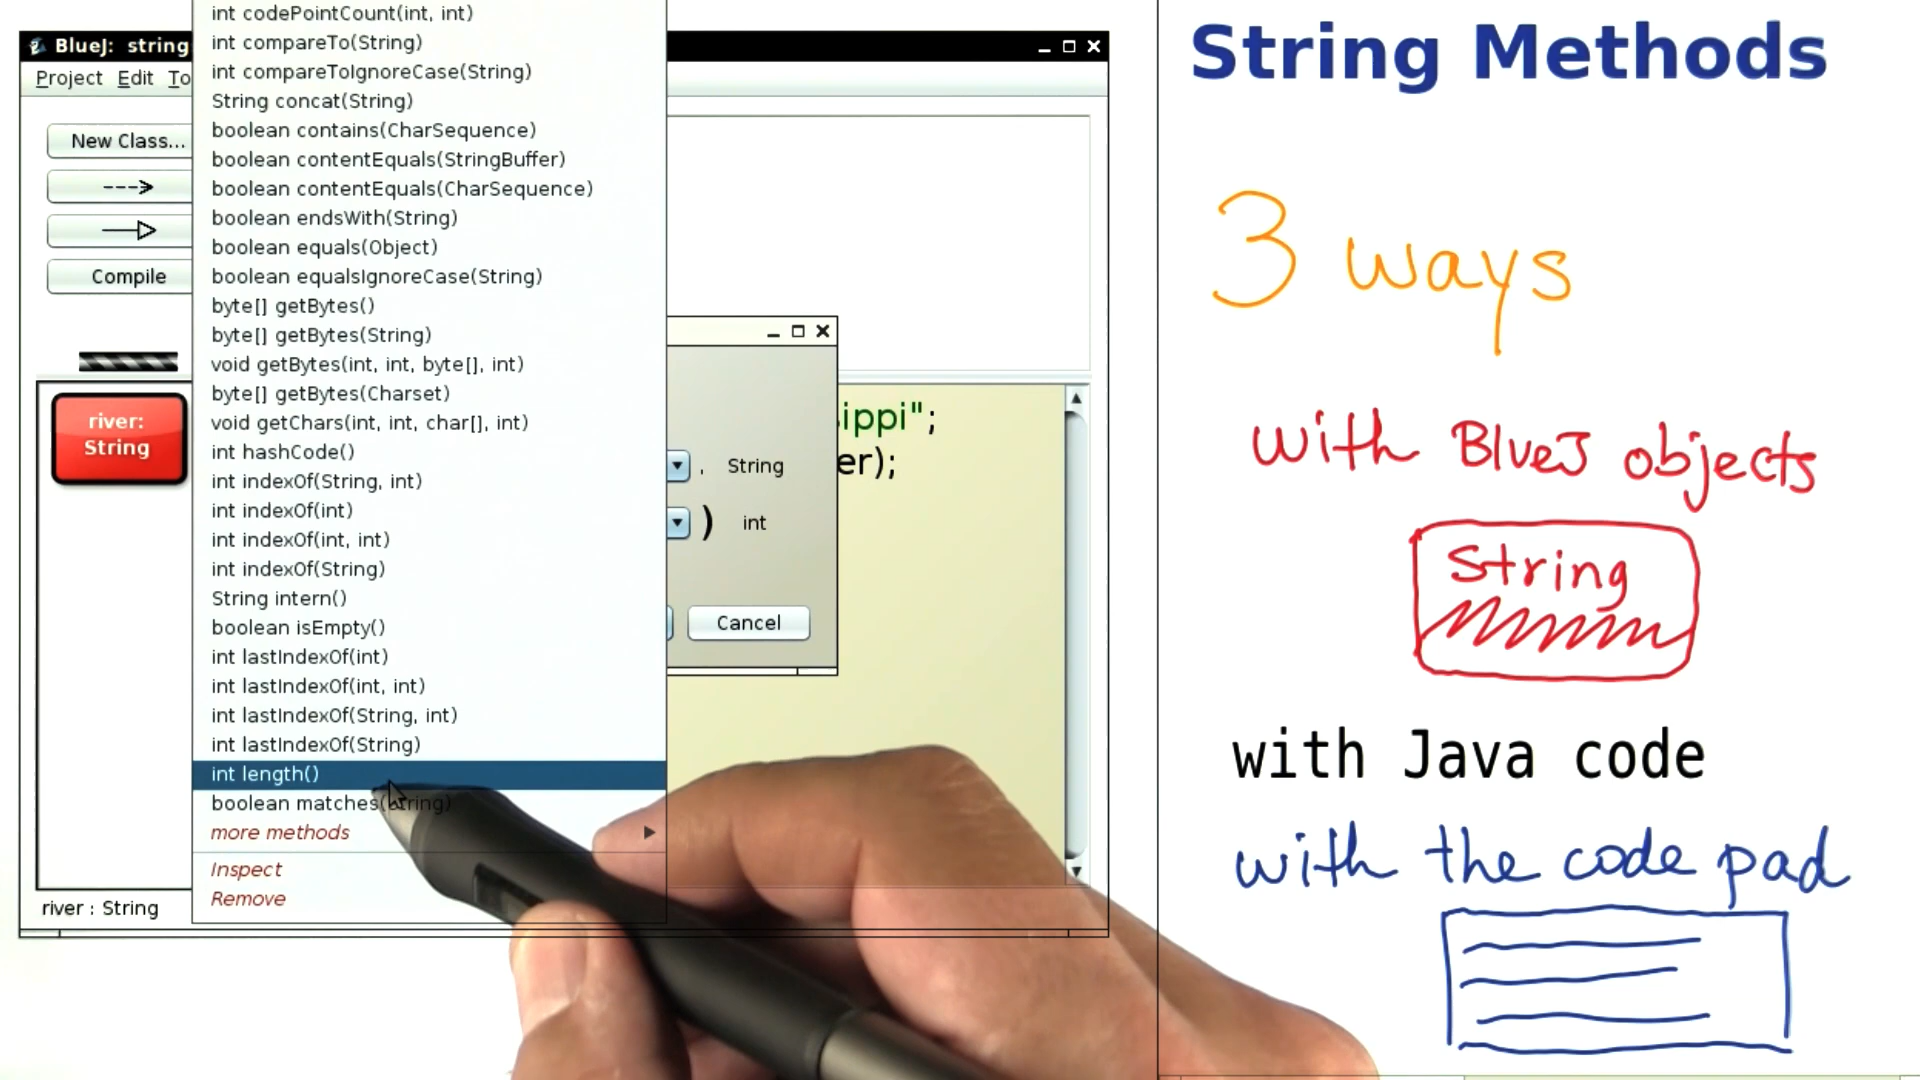 BlueJ: string
Project Edit To
New Class...
Compile
river:
String
river : String
int codePointCount(int, int)
int compareTo(String)
int compareToIgnoreCase(String)
String concat(String)
boolean contains(CharSequence)
boolean contentEquals(StringBuffer)
boolean contentEquals(CharSequence)
boolean endsWith(String)
boolean equals(Object)
boolean equalsIgnoreCase(String)
byte[] getBytes()
byte[] getBytes(String)
void getBytes(int, int, byte[], int)
byte[] getBytes(Charset)
void getChars(int, int, char[], int)
int hashCode()
int indexOf(String, int)
int indexOf(int)
int indexOf(int, int)
int indexOf(String)
String intern()
boolean isEmpty()
int lastIndexOf(int)
int lastIndexOf(int, int)
int lastIndexOf(String, int)
int lastIndexOf(String)
int length()
boolean matches(String)
more methods
Inspect
Remove
, String
) int
Cancel
ippi";
er);
String Methods
3 ways
with BlueJ objects
String
with Java code
with the code pad